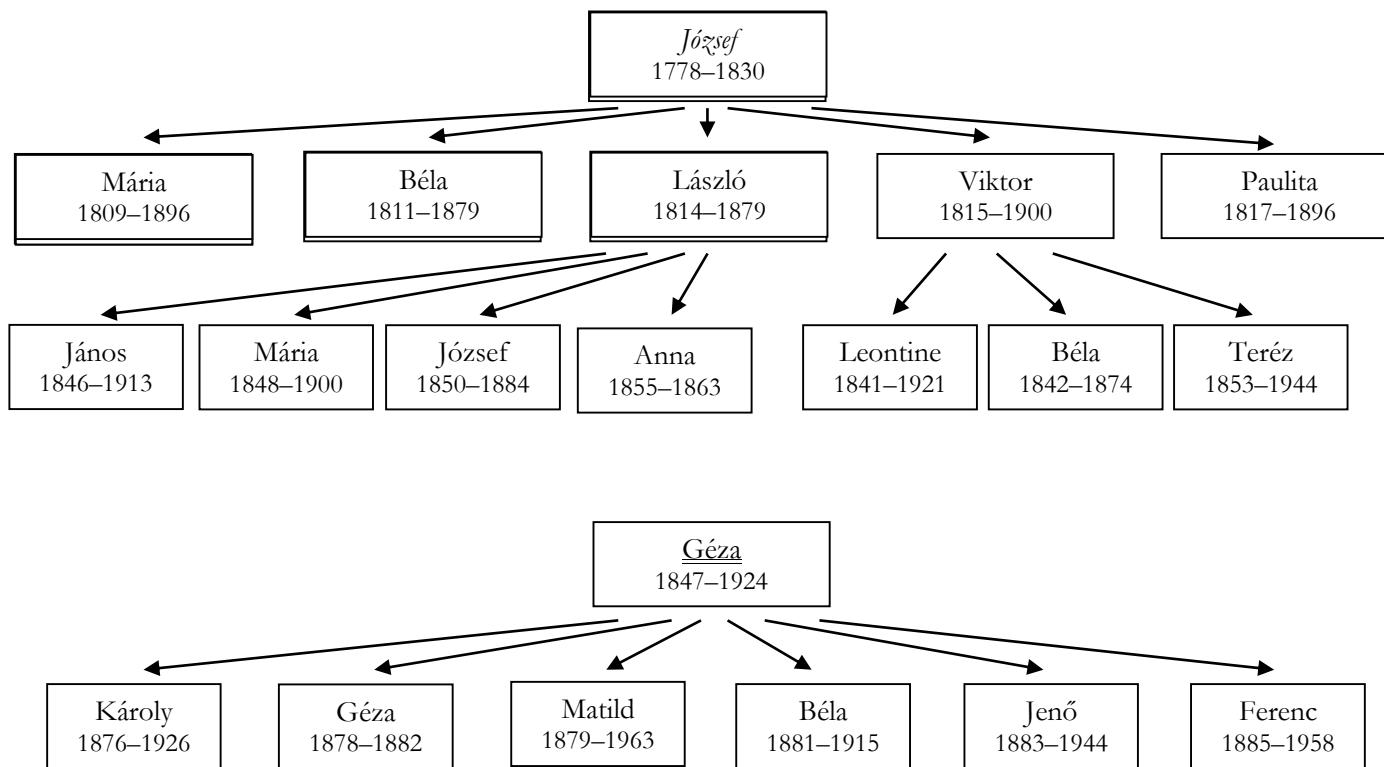 József
1778–1830
Mária
1809–1896
Béla
1811–1879
László
1814–1879
Viktor
1815–1900
Paulita
1817–1896
János
1846–1913
Mária
1848–1900
József
1850–1884
Anna
1855–1863
Leontine
1841–1921
Béla
1842–1874
Teréz
1853–1944
Géza
1847–1924
Károly
1876–1926
Géza
1878–1882
Matild
1879–1963
Béla
1881–1915
Jenő
1883–1944
Ferenc
1885–1958